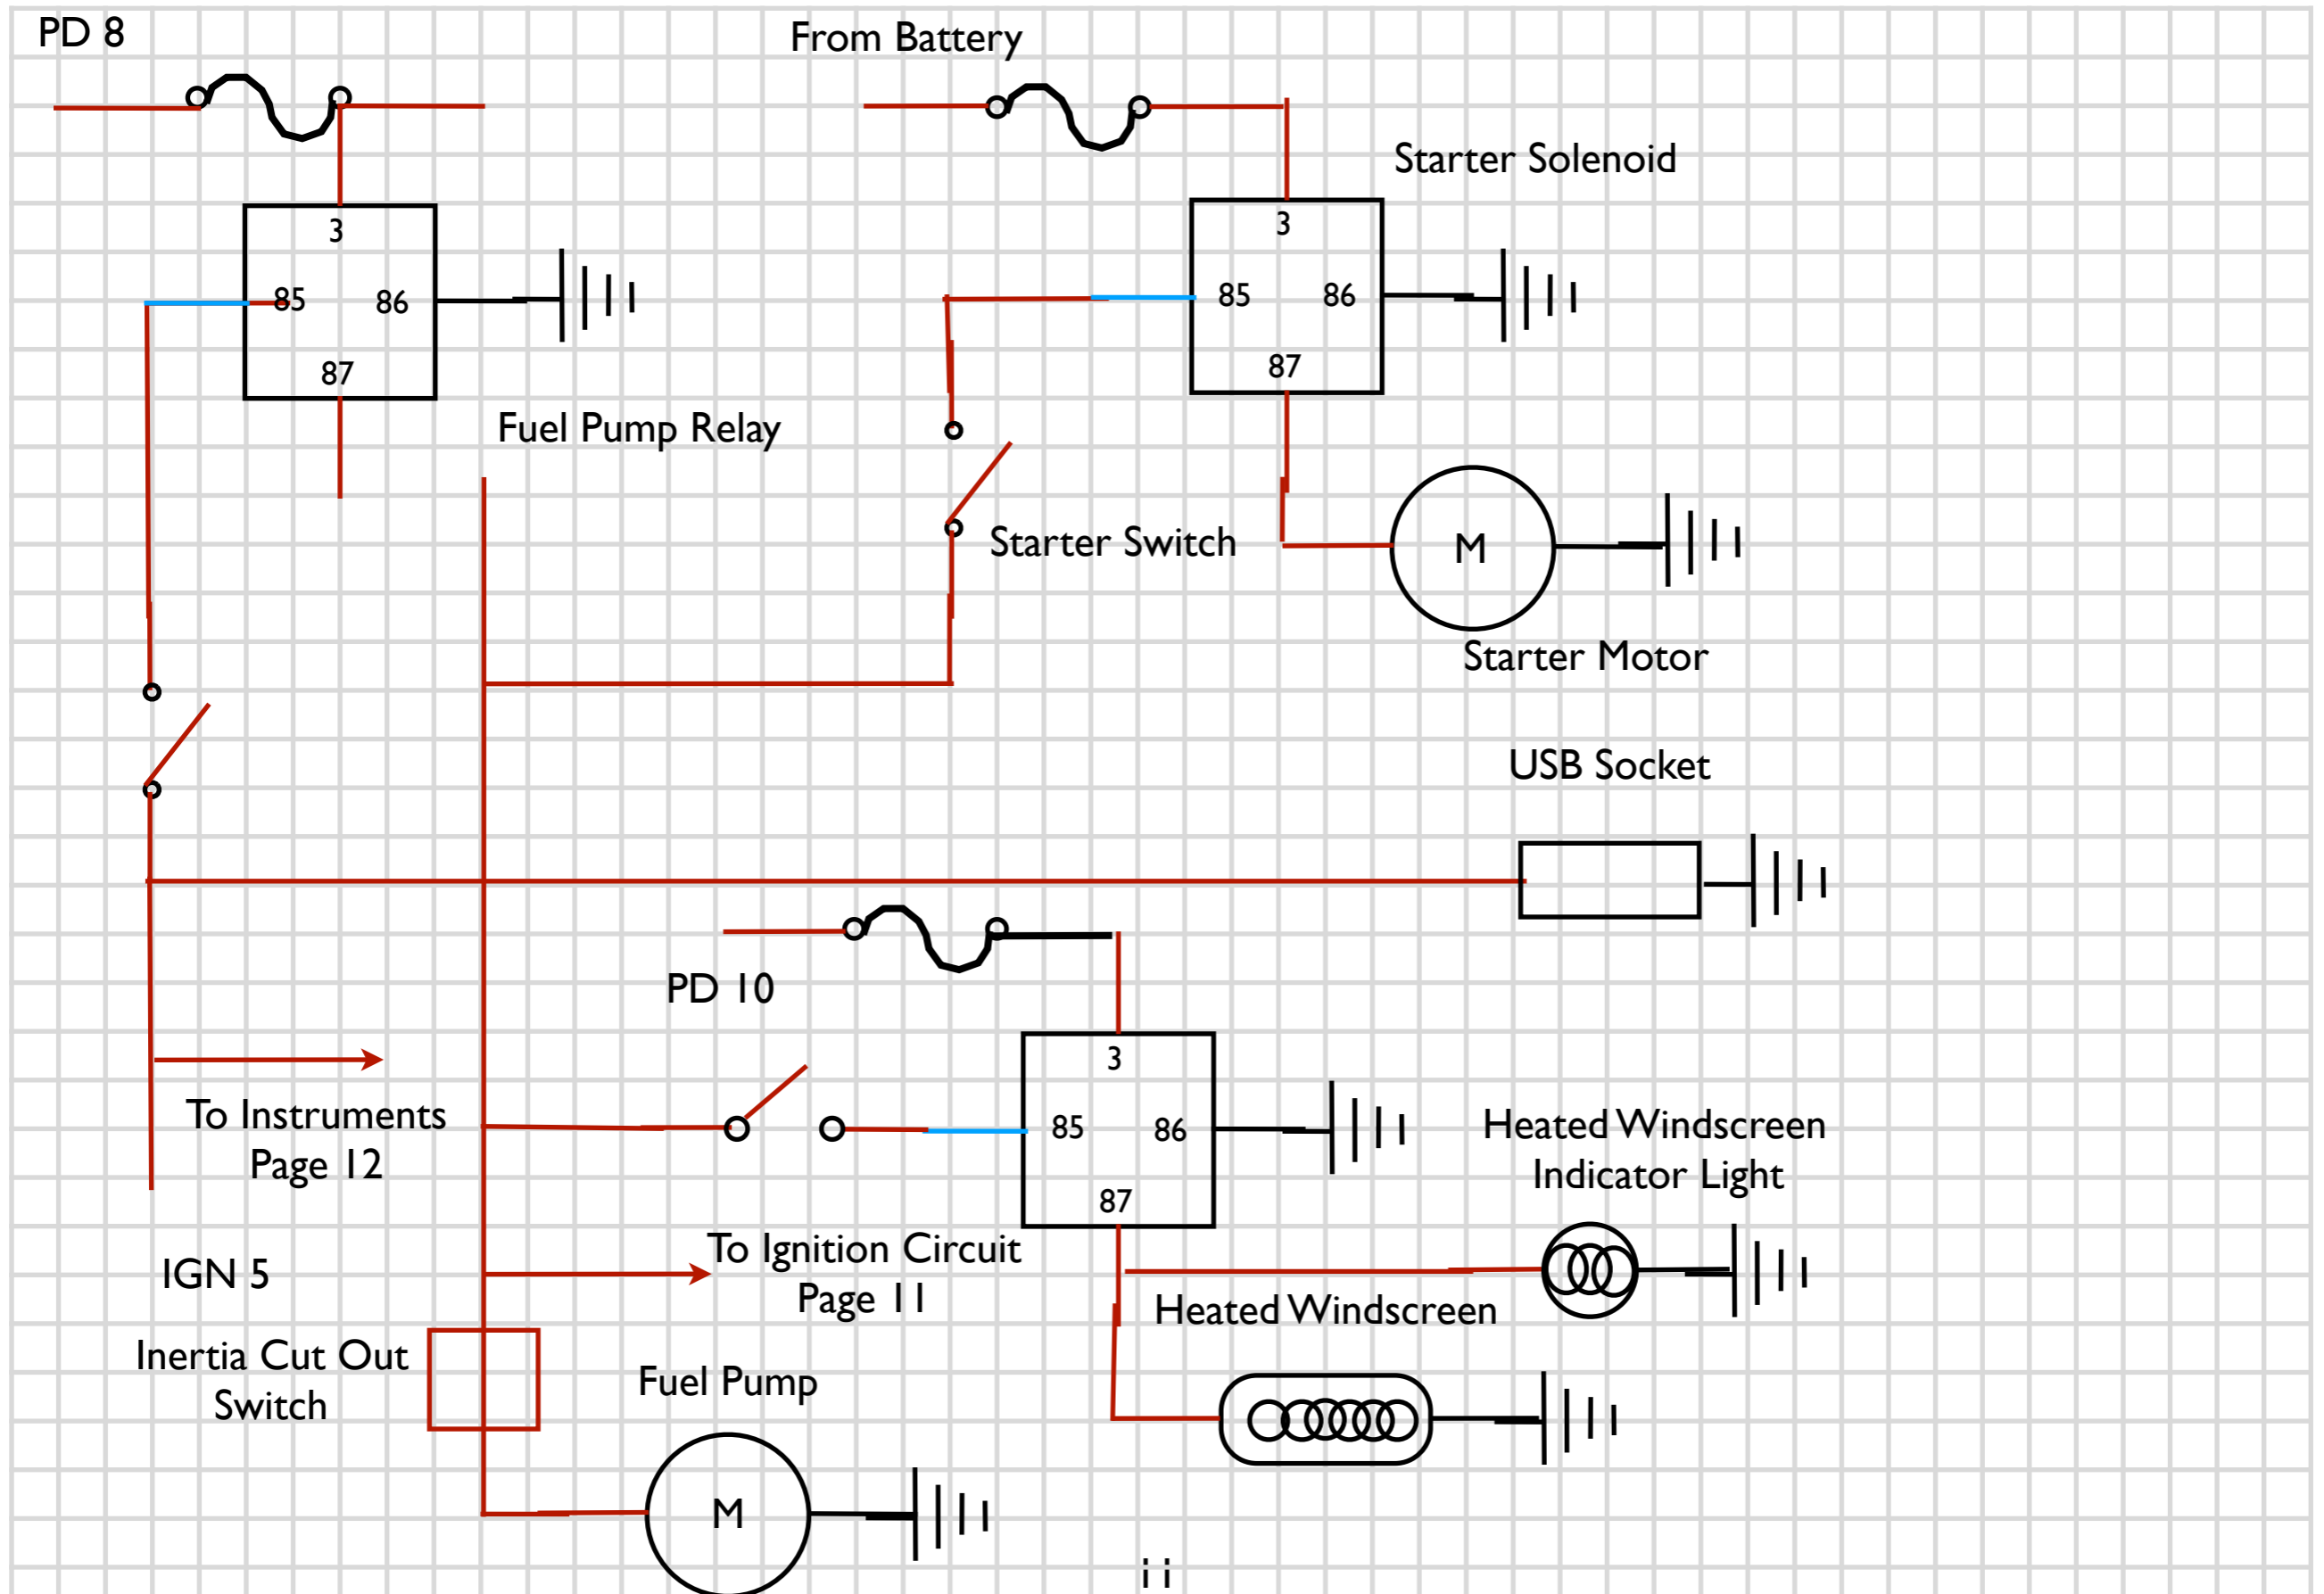 PD 8
From Battery
Starter Solenoid
3
3
85
86
85
86
87
87
Fuel Pump Relay
Starter Switch
M
Starter Motor
USB Socket
PD 10
3
To Instruments
Page 12
85
86
Heated Windscreen
Indicator Light
87
IGN 5
To Ignition Circuit
Page 11
Heated Windscreen
Inertia Cut Out
Switch
Fuel Pump
M